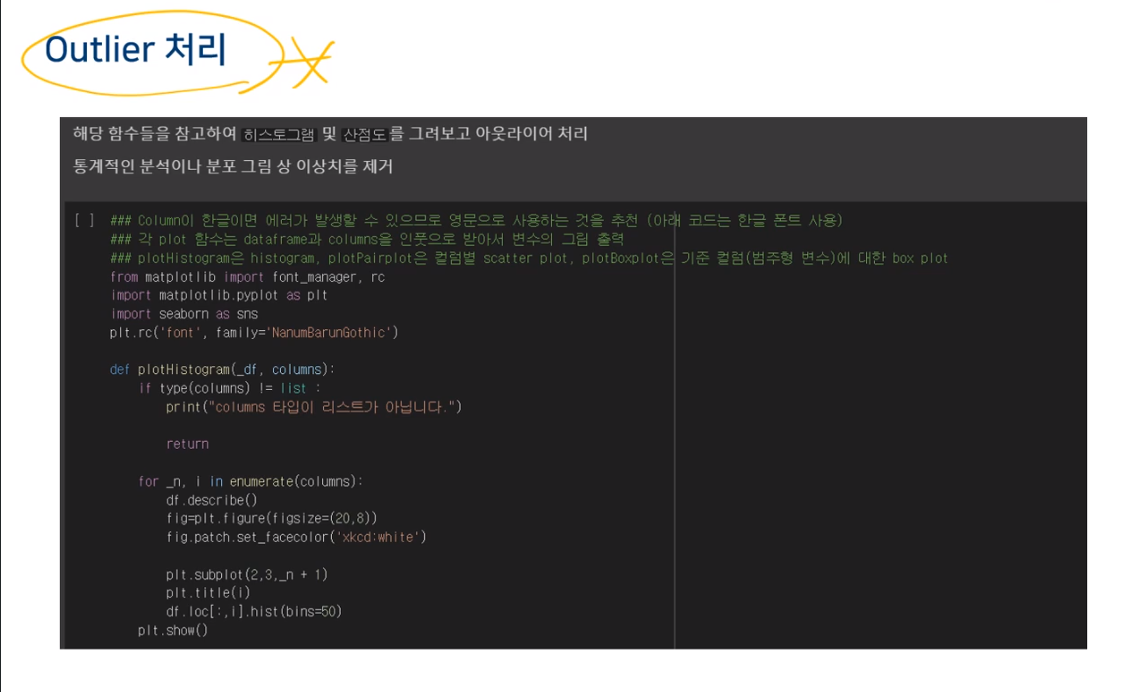 Outlier 처리
해당 함수들을 참고하여 히스토그램 및 산점도를 그려보고 아웃라이어 처리
통계적인 분석이나 분포 그림 상 이상치를 제거
[ ] ### Column이 한글이면 에러가 발생할 수 있으므로 영문으로 사용하는 것을 추천 (아래 코드는 한글 폰트 사용)
### 각 plot 함수는 dataframe과 columns을 인풋으로 받아서 변수의 그림 출력
### plotHistogram은 histogram, plotPairplot은 컬럼별 scatter plot, plotBoxplot은 기준 컬럼(범주형 변수)에 대한 box plot
from matplotlib import font_manager, rc
import matplotlib.pyplot as plt
import seaborn as sns
plt.rc('font', family='NanumBarunGothic')
def plotHistogram(_df, columns):
if type(columns) != list :
print("columns 타입이 리스트가 아닙니다.")
return
for _n, i in enumerate(columns):
df.describe()
fig=plt.figure(figsize=(20,8))
fig.patch.set_facecolor('xkcd:white')
plt.subplot(2,3,_n + 1)
plt.title(i)
df.loc[:,i].hist(bins=50)
plt.show()